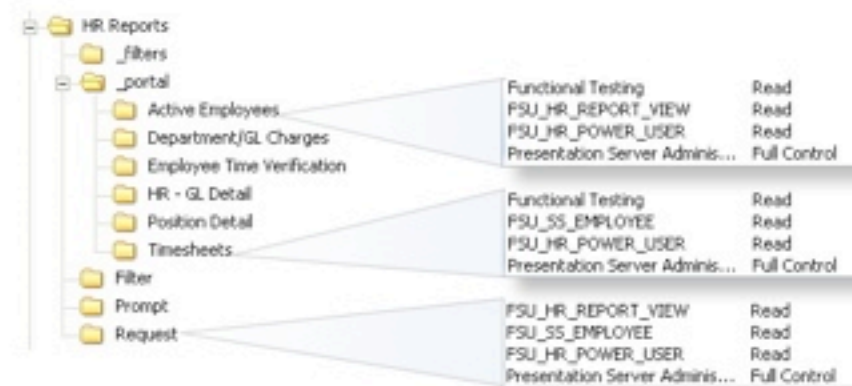 HR Reports
_filters
_portal
Active Employees
Department/GL Charges
Employee Time Verification
HR - GL Detail
Position Detail
Timesheets
Filter
Prompt
Request
Functional Testing Read
FSU_HR_REPORT_VIEW Read
FSU_HR_POWER_USER Read
Presentation Server Adminis... Full Control
Functional Testing Read
FSU_SS_EMPLOYEE Read
FSU_HR_POWER_USER Read
Presentation Server Adminis... Full Control
FSU_HR_REPORT_VIEW Read
FSU_SS_EMPLOYEE Read
FSU_HR_POWER_USER Read
Presentation Server Adminis... Full Control